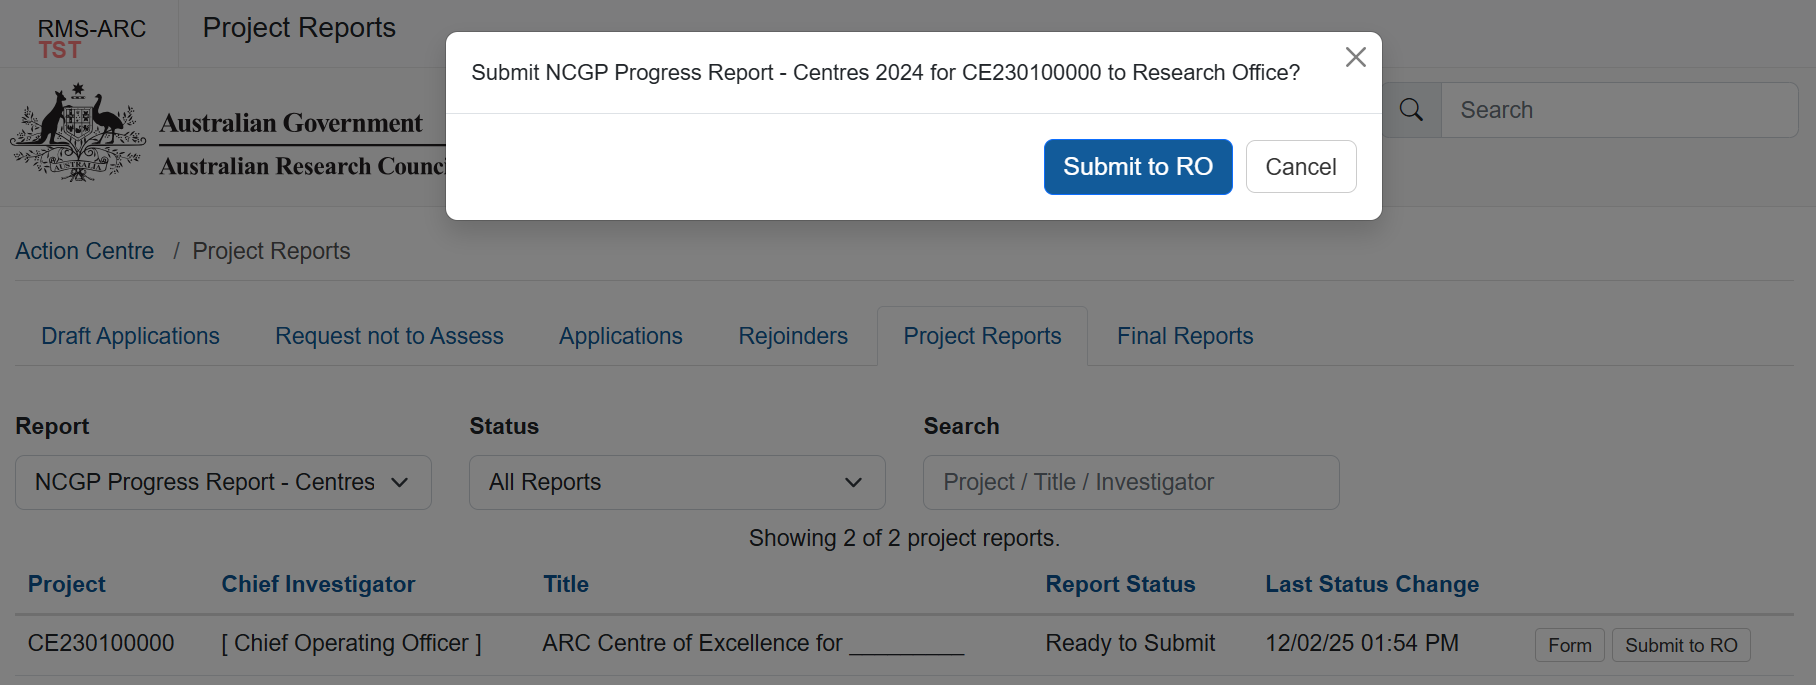 RMS-ARC
TST
Project Reports
Submit NCGP Progress Report - Centres 2024 for CE230100000 to Research Office?
Submit to RO
Cancel
Search
AUSTRALIA
Australian Government
Australian Research Counci
Action Centre / Project Reports
Draft Applications
Request not to Assess
Applications
Rejoinders
Project Reports
Final Reports
Report
Status
Search
NCGP Progress Report - Centres
All Reports
Project / Title / Investigator
Showing 2 of 2 project reports.
Project Chief Investigator Title Report Status Last Status Change
CE230100000 [ Chief Operating Officer ] ARC Centre of Excellence for _________ Ready to Submit 12/02/25 01:54 PM Form Submit to RO